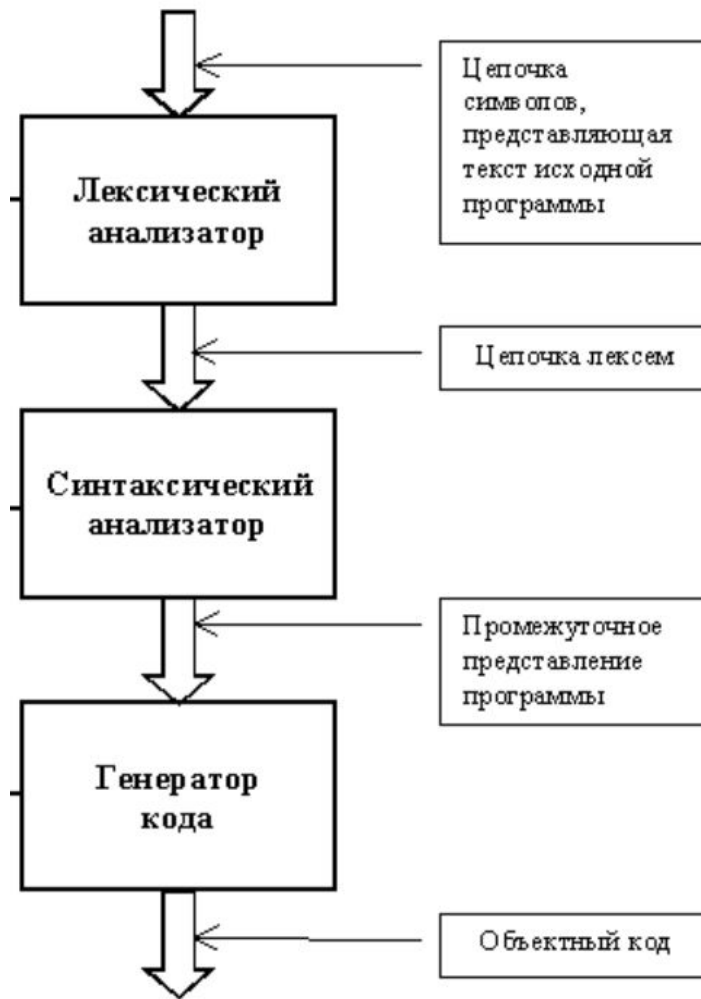 Цепочка
символов,
представляющая
текст исходной
программы
Лексический
анализатор
Цепочка лексем
Синтаксический
анализатор
Промежуточное
представление
программы
Генератор
кода
Объектный код